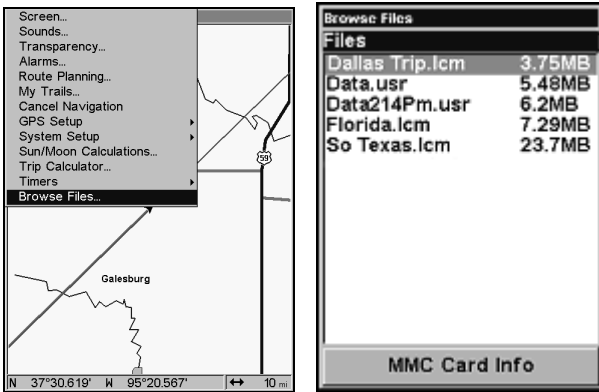 Screen...
Sounds...
Transparency...
Alarms...
Route Planning...
My Trails...
Cancel Navigation
GPS Setup
System Setup
Sun/Moon Calculations...
Trip Calculator...
Timers
Browse Files...
59
Galesburg
N 37°30.619' W 95°20.567' ↔ 10 mi
Browse Files
Files
Dallas Trip.lcm 3.75MB
Data.usr 5.48MB
Data214Pm.usr 6.2MB
Florida.lcm 7.29MB
So Texas.lcm 23.7MB
MMC Card Info